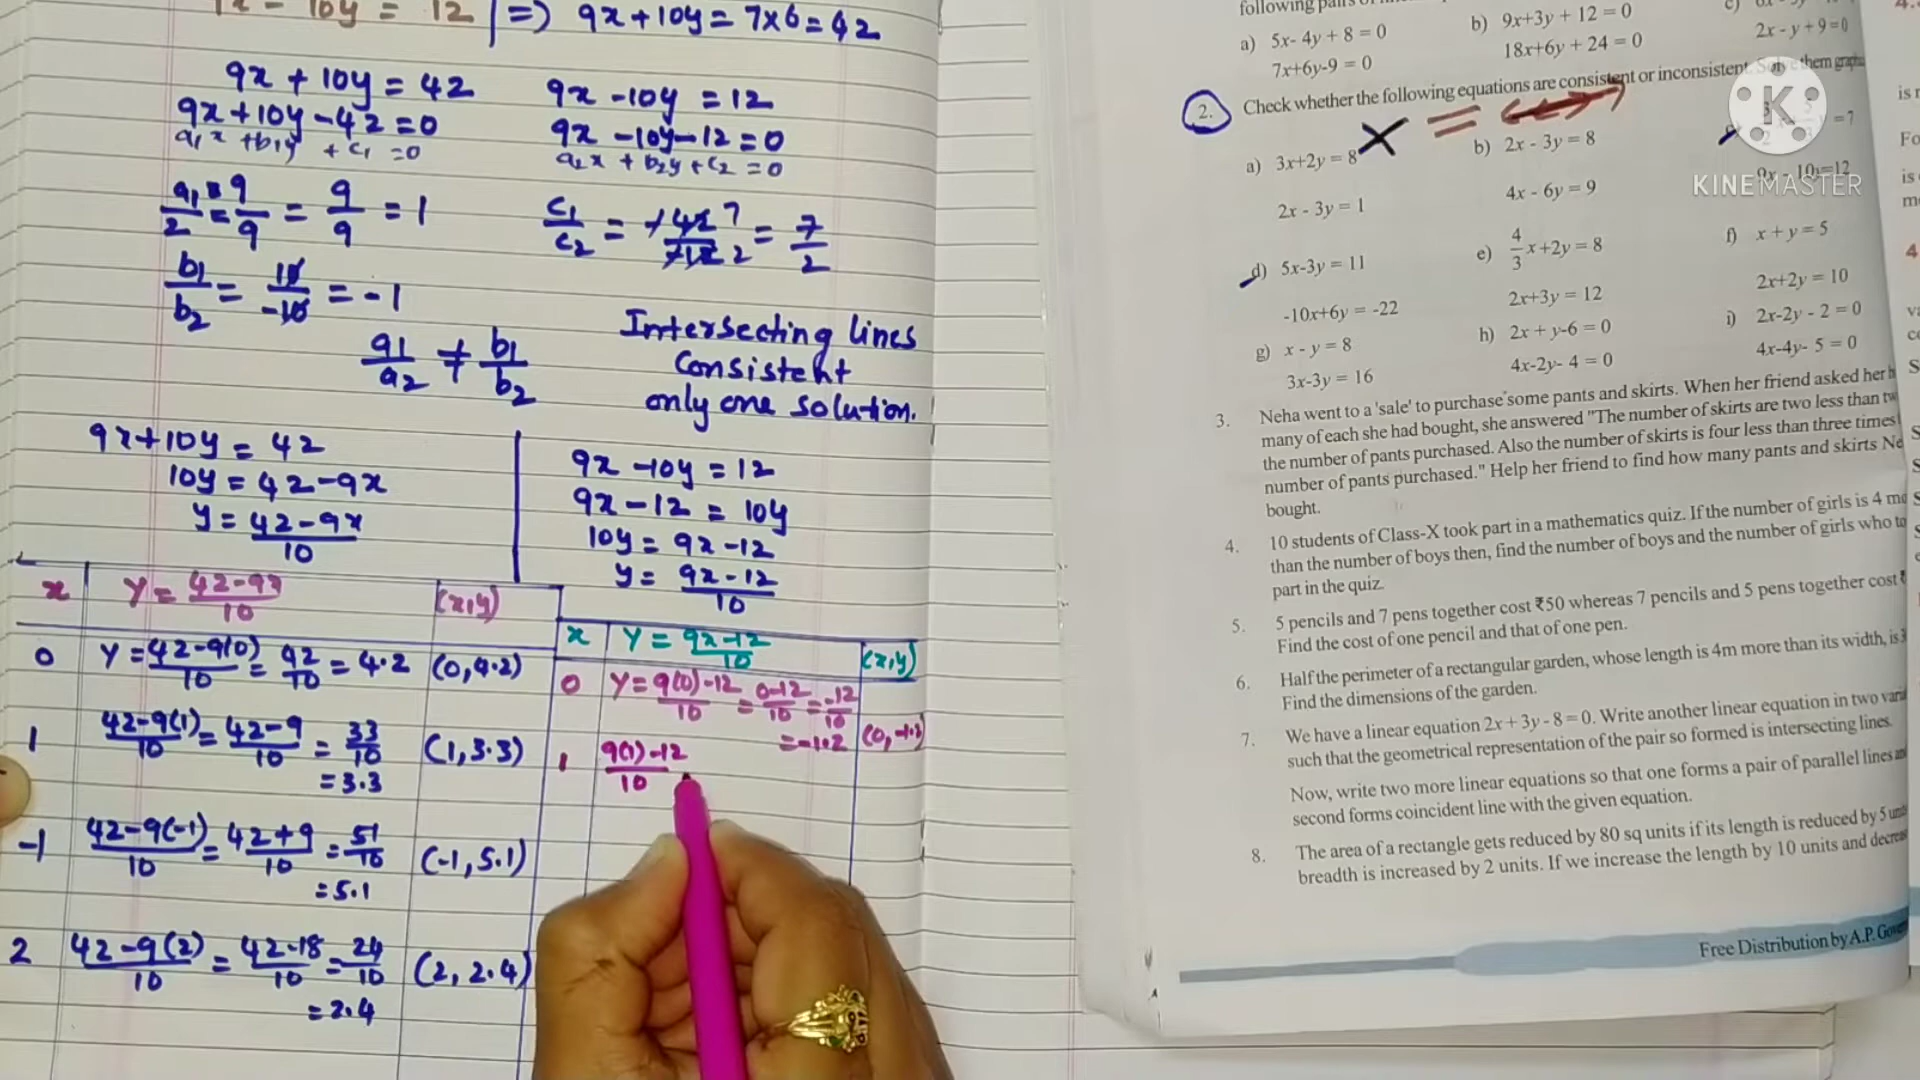 9x - 10y = 12 | => 9x+10y = 7x6 = 42
9x + 10y = 42
9x+10y-42=0
a1x +b1y + c1 =0
9x -10y = 12
9x -10y-12=0
a2x + b2y + c2 =0
a1/2 = 9/9 = 9/9 = 1
c1/c2 = -42/-12 = 7/2
b1/b2 = 10/-10 = -1
a1/a2 ≠ b1/b2
Intersecting lines
Consistent
only one solution.
9x+10y = 42
10y = 42-9x
y = 42-9x/10
9x -10y = 12
9x -12 = 10y
10y = 9x -12
y = 9x -12/10
x Y = 42-9x/10 (x,y)
0 Y = 42-9(0)/10 = 42/10 = 4.2 (0,4.2)
1 42-9(1)/10 = 42-9/10 = 33/10 = 3.3 (1,3.3)
-1 42-9(-1)/10 = 42+9/10 = 51/10 = 5.1 (-1,5.1)
2 42-9(2)/10 = 42-18/10 = 24/10 = 2.4 (2, 2.4)
x Y = 9x-12/10 (x,y)
0 Y = 9(0)-12/10 = 0-12/10 = -12/10 = -1.2 (0,-1.2)
1 9(1)-12/10
following
a) 5x- 4y + 8 = 0
7x+6y-9 = 0
b) 9x+3y + 12 = 0
18x+6y + 24 = 0
c)
2x - y + 9 = 0
2. Check whether the following equations are consistent or inconsistent. Solve them
a) 3x+2y = 8
2x - 3y = 1
b) 2x - 3y = 8
4x - 6y = 9
= 7
9x - 10y = 12
KINEMASTER
d) 5x-3y = 11
-10x+6y = -22
e) 4/3 x+2y = 8
2x+3y = 12
f) x + y = 5
2x+2y = 10
g) x - y = 8
3x-3y = 16
h) 2x + y-6 = 0
4x-2y- 4 = 0
i) 2x-2y - 2 = 0
4x-4y- 5 = 0
3. Neha went to a 'sale' to purchase some pants and skirts. When her friend asked her
many of each she had bought, she answered "The number of skirts are two less than
the number of pants purchased. Also the number of skirts is four less than three times
number of pants purchased." Help her friend to find how many pants and skirts
bought.
4. 10 students of Class-X took part in a mathematics quiz. If the number of girls is 4
than the number of boys then, find the number of boys and the number of girls who
part in the quiz.
5. 5 pencils and 7 pens together cost ₹50 whereas 7 pencils and 5 pens together cost
Find the cost of one pencil and that of one pen.
6. Half the perimeter of a rectangular garden, whose length is 4m more than its width, is
Find the dimensions of the garden.
7. We have a linear equation 2x + 3y - 8 = 0. Write another linear equation in two
such that the geometrical representation of the pair so formed is intersecting lines.
Now, write two more linear equations so that one forms a pair of parallel lines
second forms coincident line with the given equation.
8. The area of a rectangle gets reduced by 80 sq units if its length is reduced by 5
breadth is increased by 2 units. If we increase the length by 10 units and
Free Distribution by A.P.